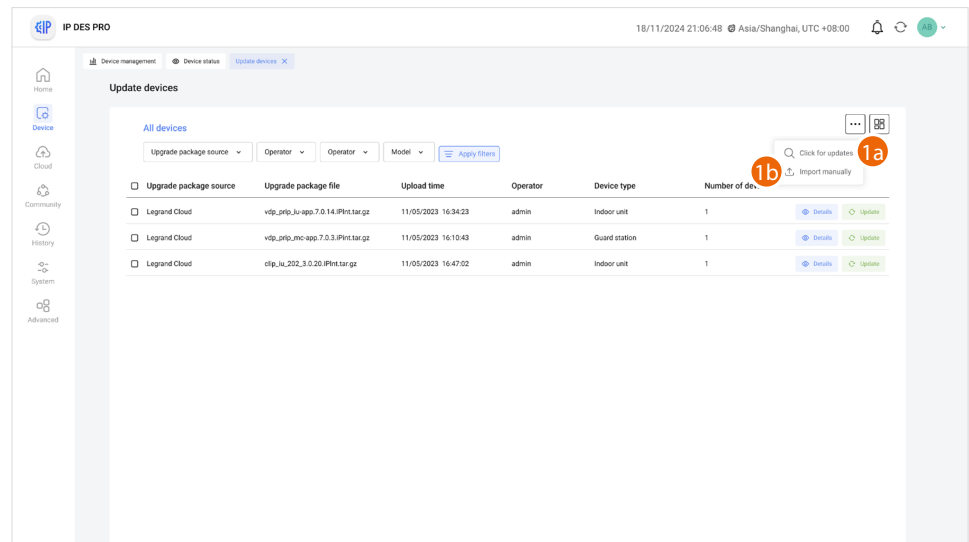 IP IP DES PRO 18/11/2024 21:06:48 Asia/Shanghai, UTC +08:00 AB
Device management Device status Update devices X
Home
Update devices
Device
All devices
Upgrade package source Operator Operator Model Apply filters
Click for updates 1a
1b Import manually
Cloud
Upgrade package source Upgrade package file Upload time Operator Device type Number of dev
Community
Legrand Cloud vdp_prip_iu-app.7.0.14.IPInt.tar.gz 11/05/2023 16:34:23 admin Indoor unit 1 Details Update
History
Legrand Cloud vdp_prip_mc-app.7.0.3.IPInt.tar.gz 11/05/2023 16:10:43 admin Guard station 1 Details Update
Legrand Cloud clip_iu_202_3.0.20.IPInt.tar.gz 11/05/2023 16:47:02 admin Indoor unit 1 Details Update
System
Advanced